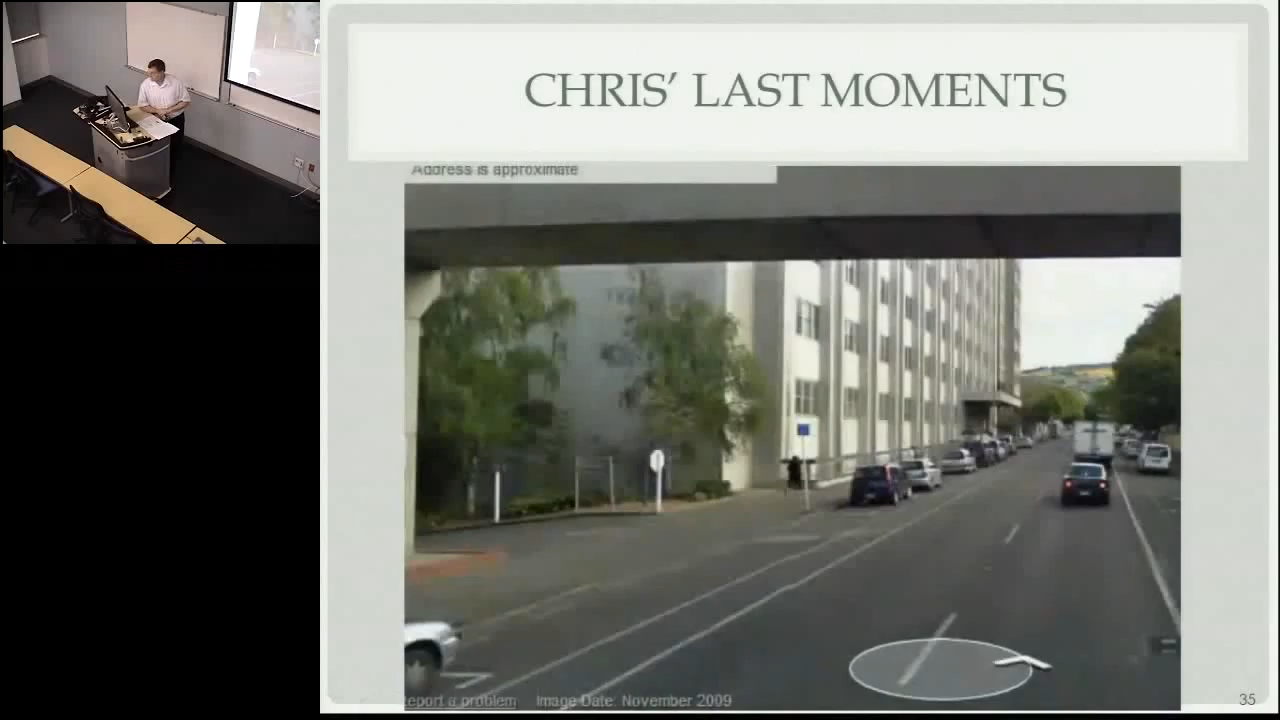 CHRIS’ LAST MOMENTS
Address is approximate
Report a problem Image Date: November 2009
35